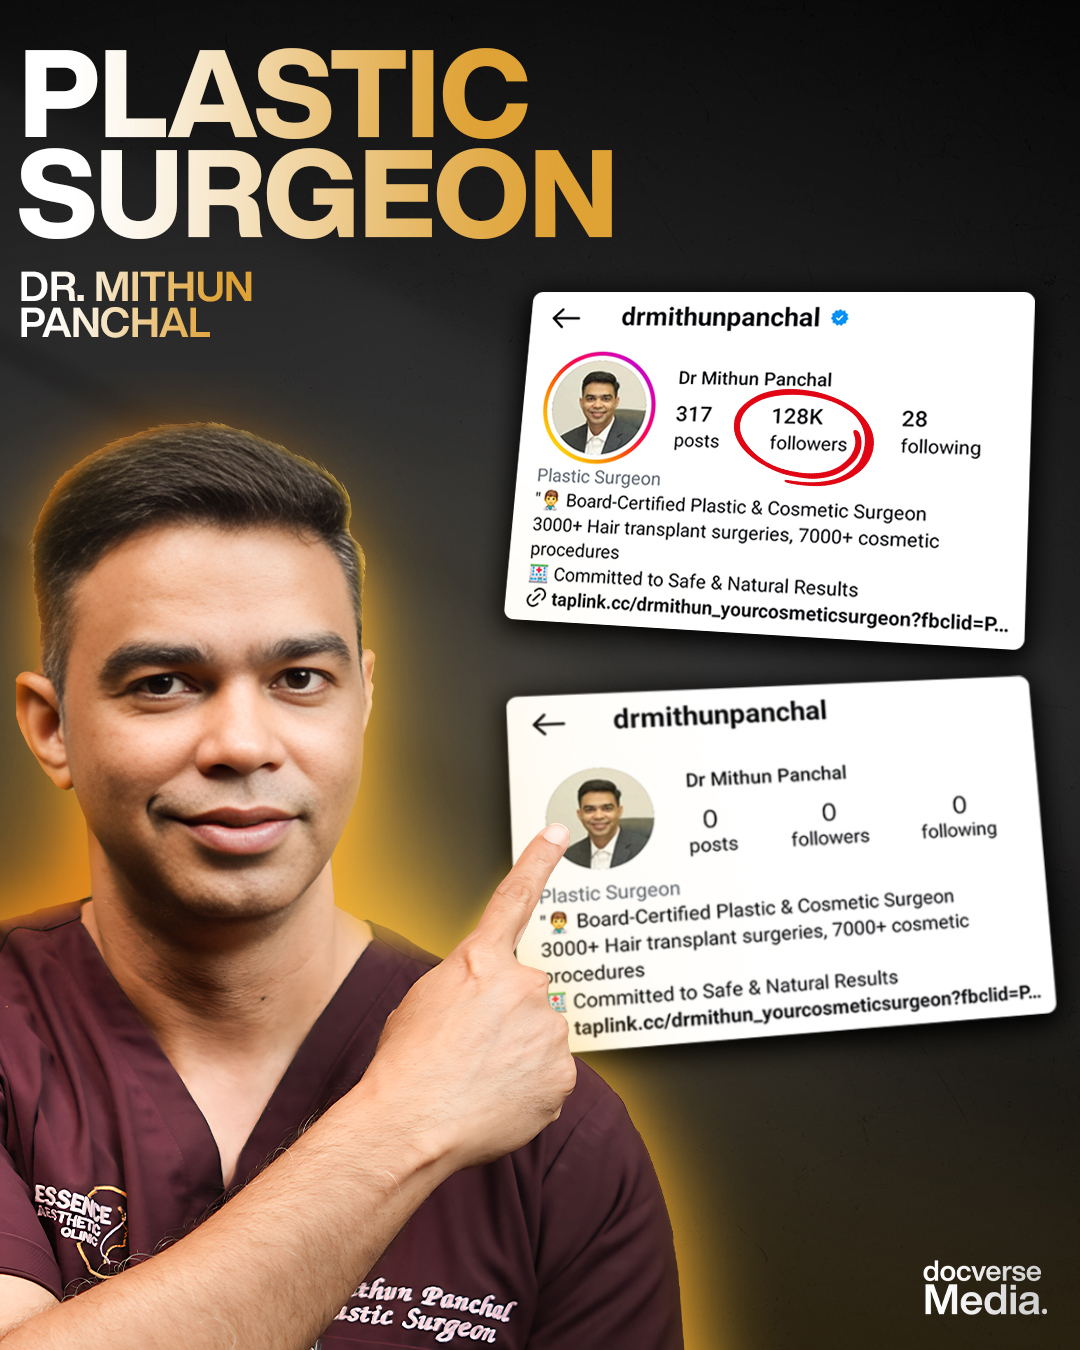 PLASTIC
SURGEON
DR. MITHUN
PANCHAL
drmithunpanchal
Dr Mithun Panchal
317 128K 28
posts followers following
Plastic Surgeon
" Board-Certified Plastic & Cosmetic Surgeon
3000+ Hair transplant surgeries, 7000+ cosmetic
procedures
Committed to Safe & Natural Results
taplink.cc/drmithun_yourcosmeticsurgeon?fbclid=P...
drmithunpanchal
Dr Mithun Panchal
0 0 0
posts followers following
Plastic Surgeon
" Board-Certified Plastic & Cosmetic Surgeon
3000+ Hair transplant surgeries, 7000+ cosmetic
procedures
Committed to Safe & Natural Results
taplink.cc/drmithun_yourcosmeticsurgeon?fbclid=P...
ESSENCE
AESTHETIC
CLINIC
thun Panchal
astic Surgeon
docverse
Media.